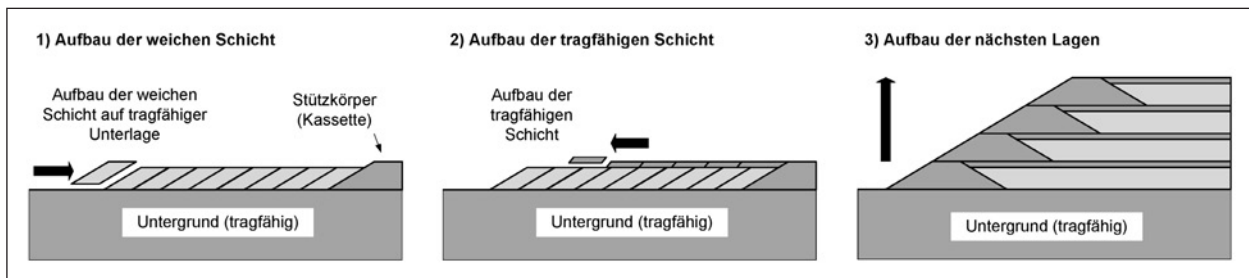 1) Aufbau der weichen Schicht
Aufbau der weichen
Schicht auf tragfähiger
Unterlage
Stützkörper
(Kassette)
Untergrund (tragfähig)
2) Aufbau der tragfähigen Schicht
Aufbau der
tragfähigen
Schicht
Untergrund (tragfähig)
3) Aufbau der nächsten Lagen
Untergrund (tragfähig)